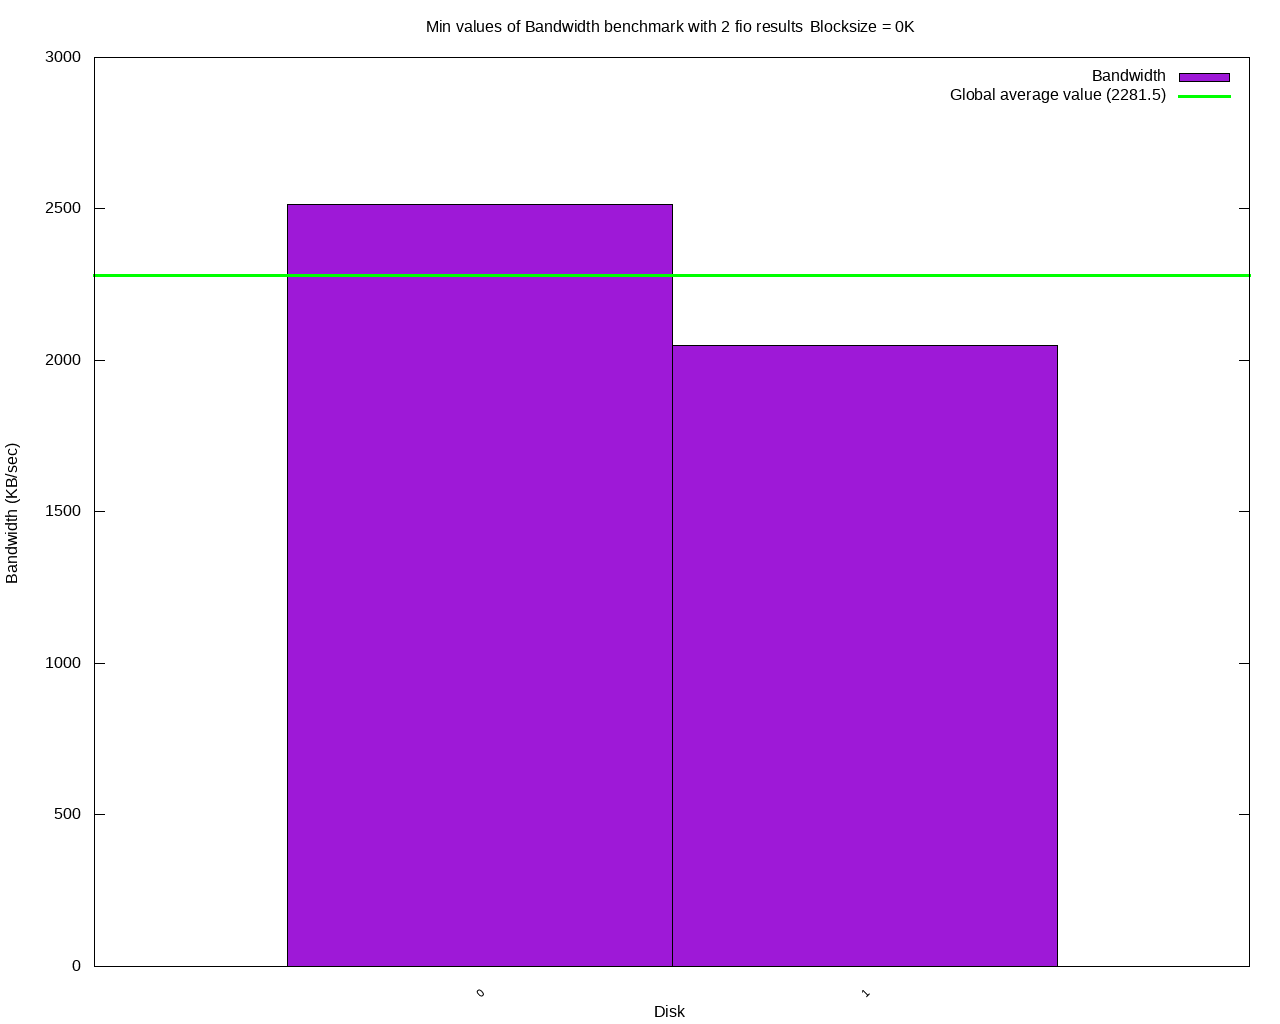 Min values of Bandwidth benchmark with 2 fio results Blocksize = 0K
Bandwidth
Global average value (2281.5)
3000
2500
2000
1500
1000
500
0
Bandwidth (KB/sec)
0
1
Disk